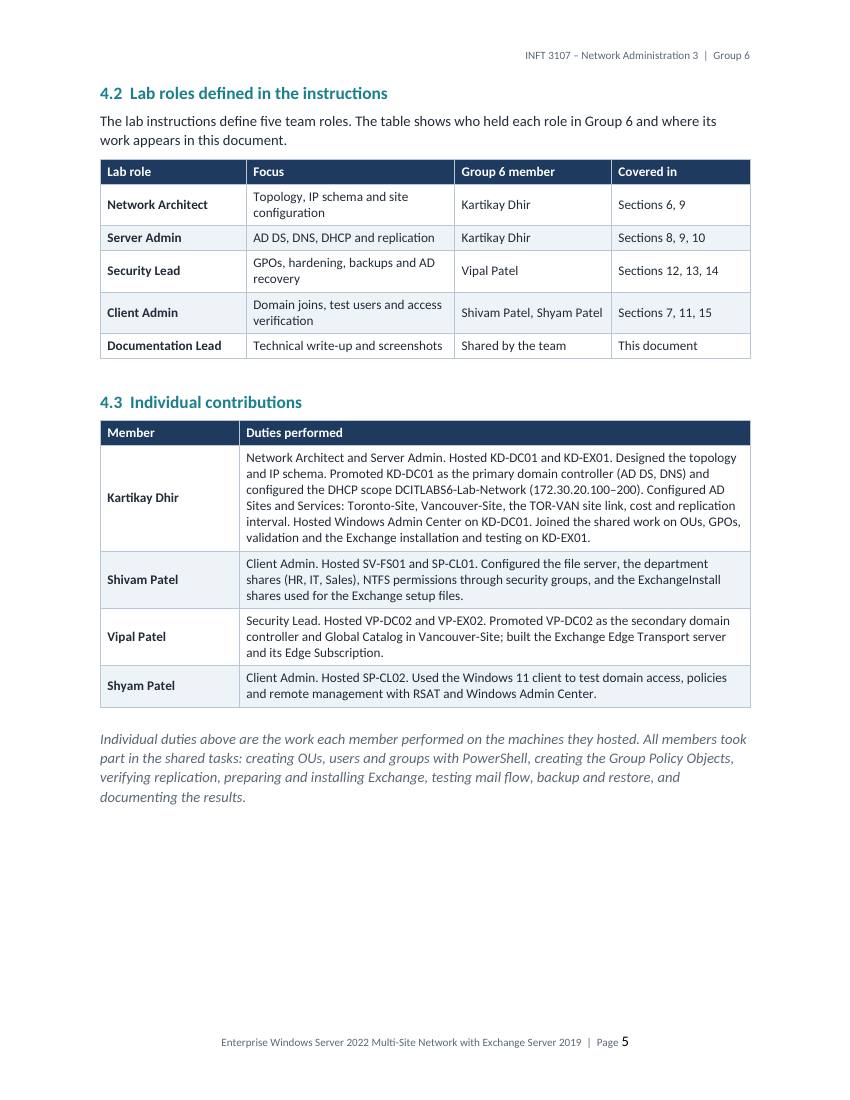 INFT 3107 – Network Administration 3 | Group 6
4.2 Lab roles defined in the instructions
The lab instructions define five team roles. The table shows who held each role in Group 6 and where its
work appears in this document.
Lab role Focus Group 6 member Covered in
Network Architect Topology, IP schema and site
configuration Kartikay Dhir Sections 6, 9
Server Admin AD DS, DNS, DHCP and replication Kartikay Dhir Sections 8, 9, 10
Security Lead GPOs, hardening, backups and AD
recovery Vipal Patel Sections 12, 13, 14
Client Admin Domain joins, test users and access
verification Shivam Patel, Shyam Patel Sections 7, 11, 15
Documentation Lead Technical write-up and screenshots Shared by the team This document
4.3 Individual contributions
Member Duties performed
Kartikay Dhir Network Architect and Server Admin. Hosted KD-DC01 and KD-EX01. Designed the topology
and IP schema. Promoted KD-DC01 as the primary domain controller (AD DS, DNS) and
configured the DHCP scope DCITLABS6-Lab-Network (172.30.20.100–200). Configured AD
Sites and Services: Toronto-Site, Vancouver-Site, the TOR-VAN site link, cost and replication
interval. Hosted Windows Admin Center on KD-DC01. Joined the shared work on OUs, GPOs,
validation and the Exchange installation and testing on KD-EX01.
Shivam Patel Client Admin. Hosted SV-FS01 and SP-CL01. Configured the file server, the department
shares (HR, IT, Sales), NTFS permissions through security groups, and the ExchangeInstall
shares used for the Exchange setup files.
Vipal Patel Security Lead. Hosted VP-DC02 and VP-EX02. Promoted VP-DC02 as the secondary domain
controller and Global Catalog in Vancouver-Site; built the Exchange Edge Transport server
and its Edge Subscription.
Shyam Patel Client Admin. Hosted SP-CL02. Used the Windows 11 client to test domain access, policies
and remote management with RSAT and Windows Admin Center.
Individual duties above are the work each member performed on the machines they hosted. All members took
part in the shared tasks: creating OUs, users and groups with PowerShell, creating the Group Policy Objects,
verifying replication, preparing and installing Exchange, testing mail flow, backup and restore, and
documenting the results.
Enterprise Windows Server 2022 Multi-Site Network with Exchange Server 2019 | Page 5